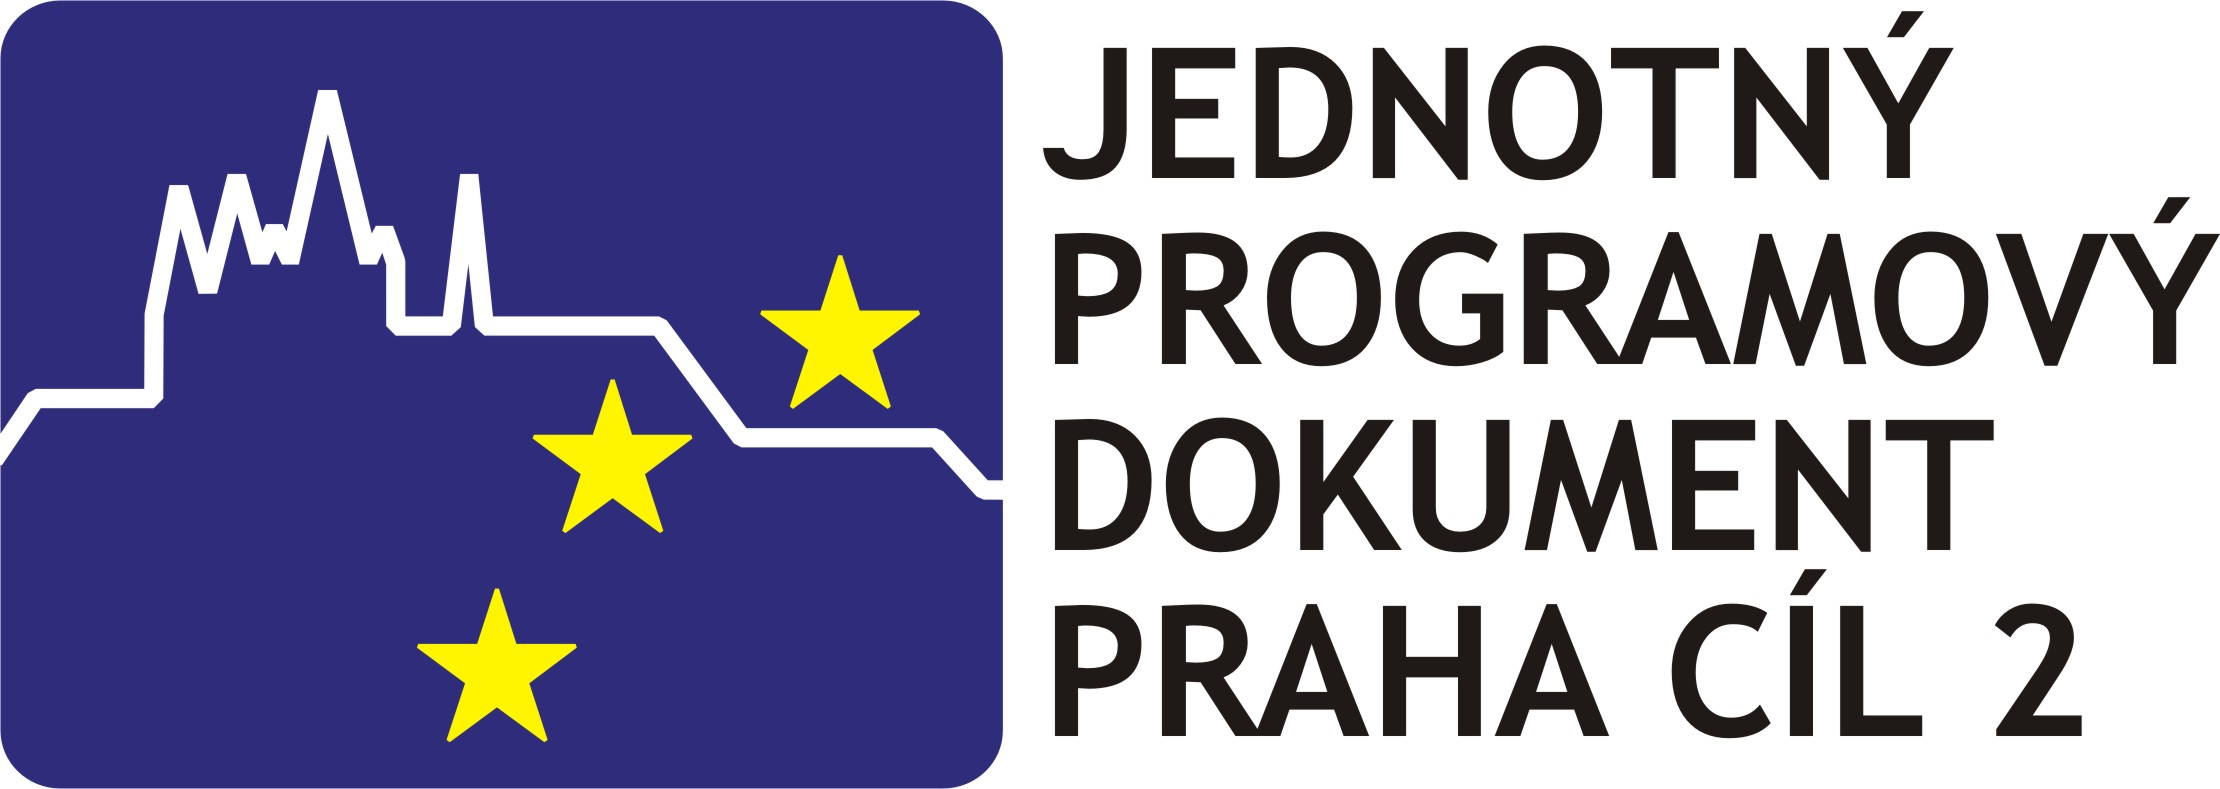 JEDNOTNÝ
PROGRAMOVÝ
DOKUMENT
PRAHA CÍL 2